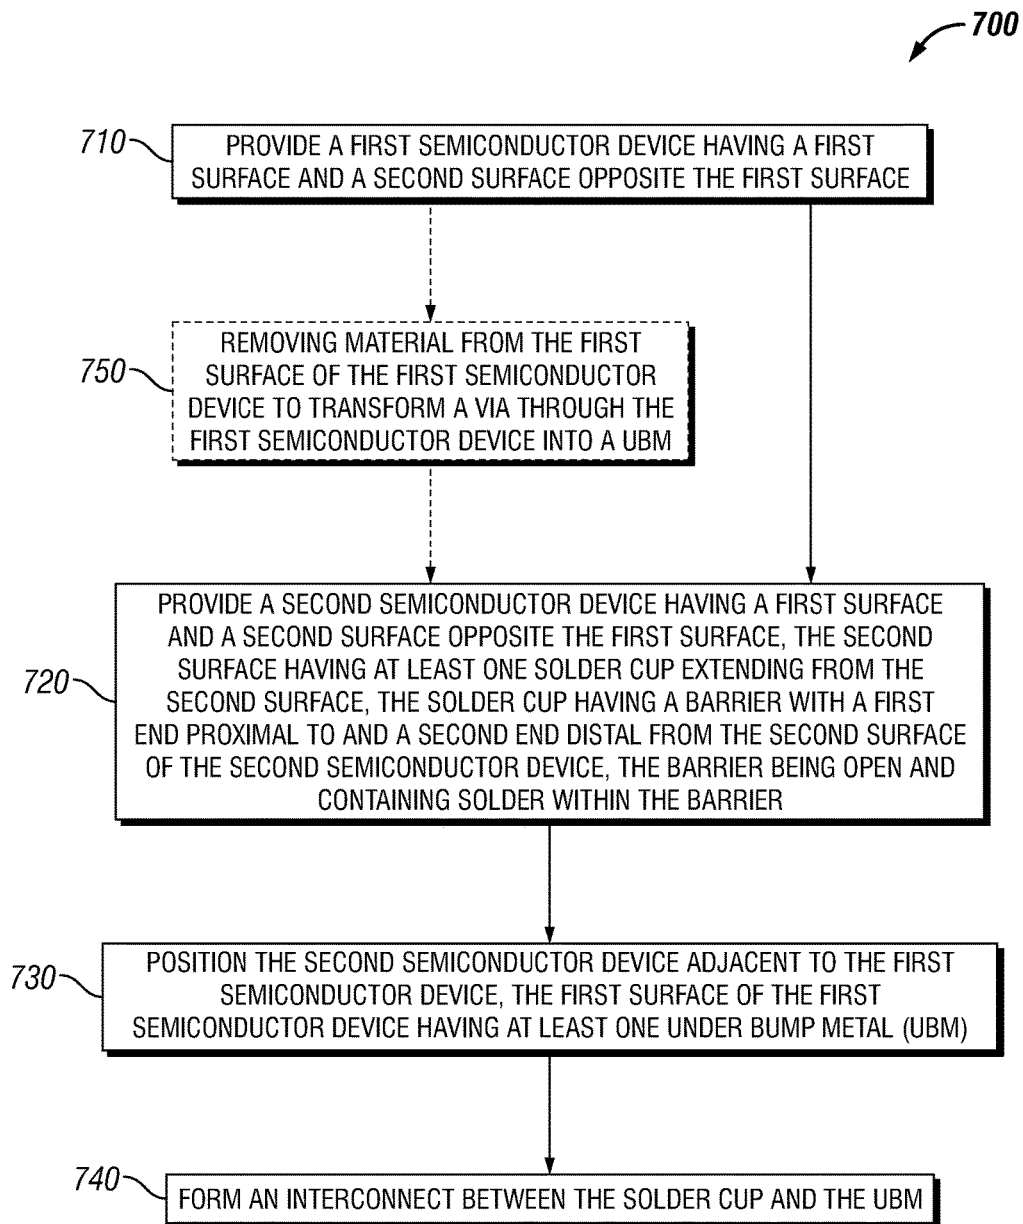 700
710
PROVIDE A FIRST SEMICONDUCTOR DEVICE HAVING A FIRST
SURFACE AND A SECOND SURFACE OPPOSITE THE FIRST SURFACE
750
REMOVING MATERIAL FROM THE FIRST
SURFACE OF THE FIRST SEMICONDUCTOR
DEVICE TO TRANSFORM A VIA THROUGH THE
FIRST SEMICONDUCTOR DEVICE INTO A UBM
720
PROVIDE A SECOND SEMICONDUCTOR DEVICE HAVING A FIRST SURFACE
AND A SECOND SURFACE OPPOSITE THE FIRST SURFACE, THE SECOND
SURFACE HAVING AT LEAST ONE SOLDER CUP EXTENDING FROM THE
SECOND SURFACE, THE SOLDER CUP HAVING A BARRIER WITH A FIRST
END PROXIMAL TO AND A SECOND END DISTAL FROM THE SECOND SURFACE
OF THE SECOND SEMICONDUCTOR DEVICE, THE BARRIER BEING OPEN AND
CONTAINING SOLDER WITHIN THE BARRIER
730
POSITION THE SECOND SEMICONDUCTOR DEVICE ADJACENT TO THE FIRST
SEMICONDUCTOR DEVICE, THE FIRST SURFACE OF THE FIRST
SEMICONDUCTOR DEVICE HAVING AT LEAST ONE UNDER BUMP METAL (UBM)
740
FORM AN INTERCONNECT BETWEEN THE SOLDER CUP AND THE UBM